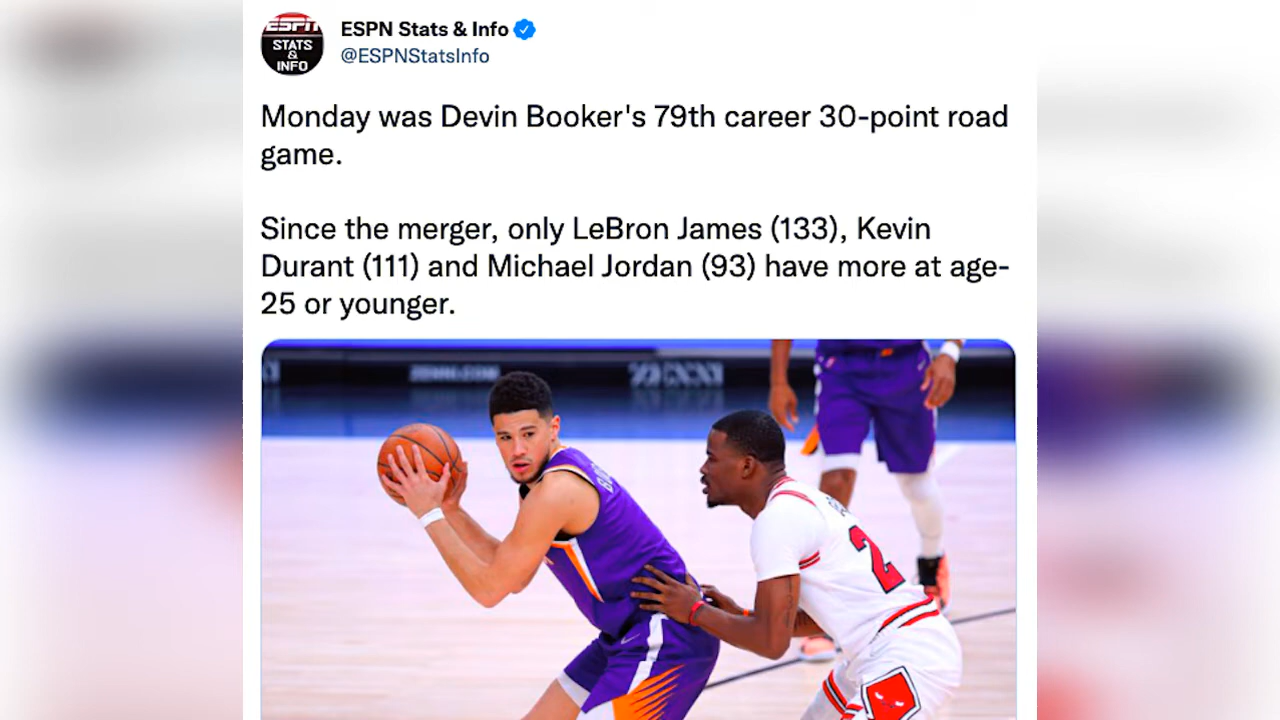 ESPN
STATS
&
INFO
ESPN Stats & Info
@ESPNStatsInfo
Monday was Devin Booker's 79th career 30-point road
game.
Since the merger, only LeBron James (133), Kevin
Durant (111) and Michael Jordan (93) have more at age-
25 or younger.
2